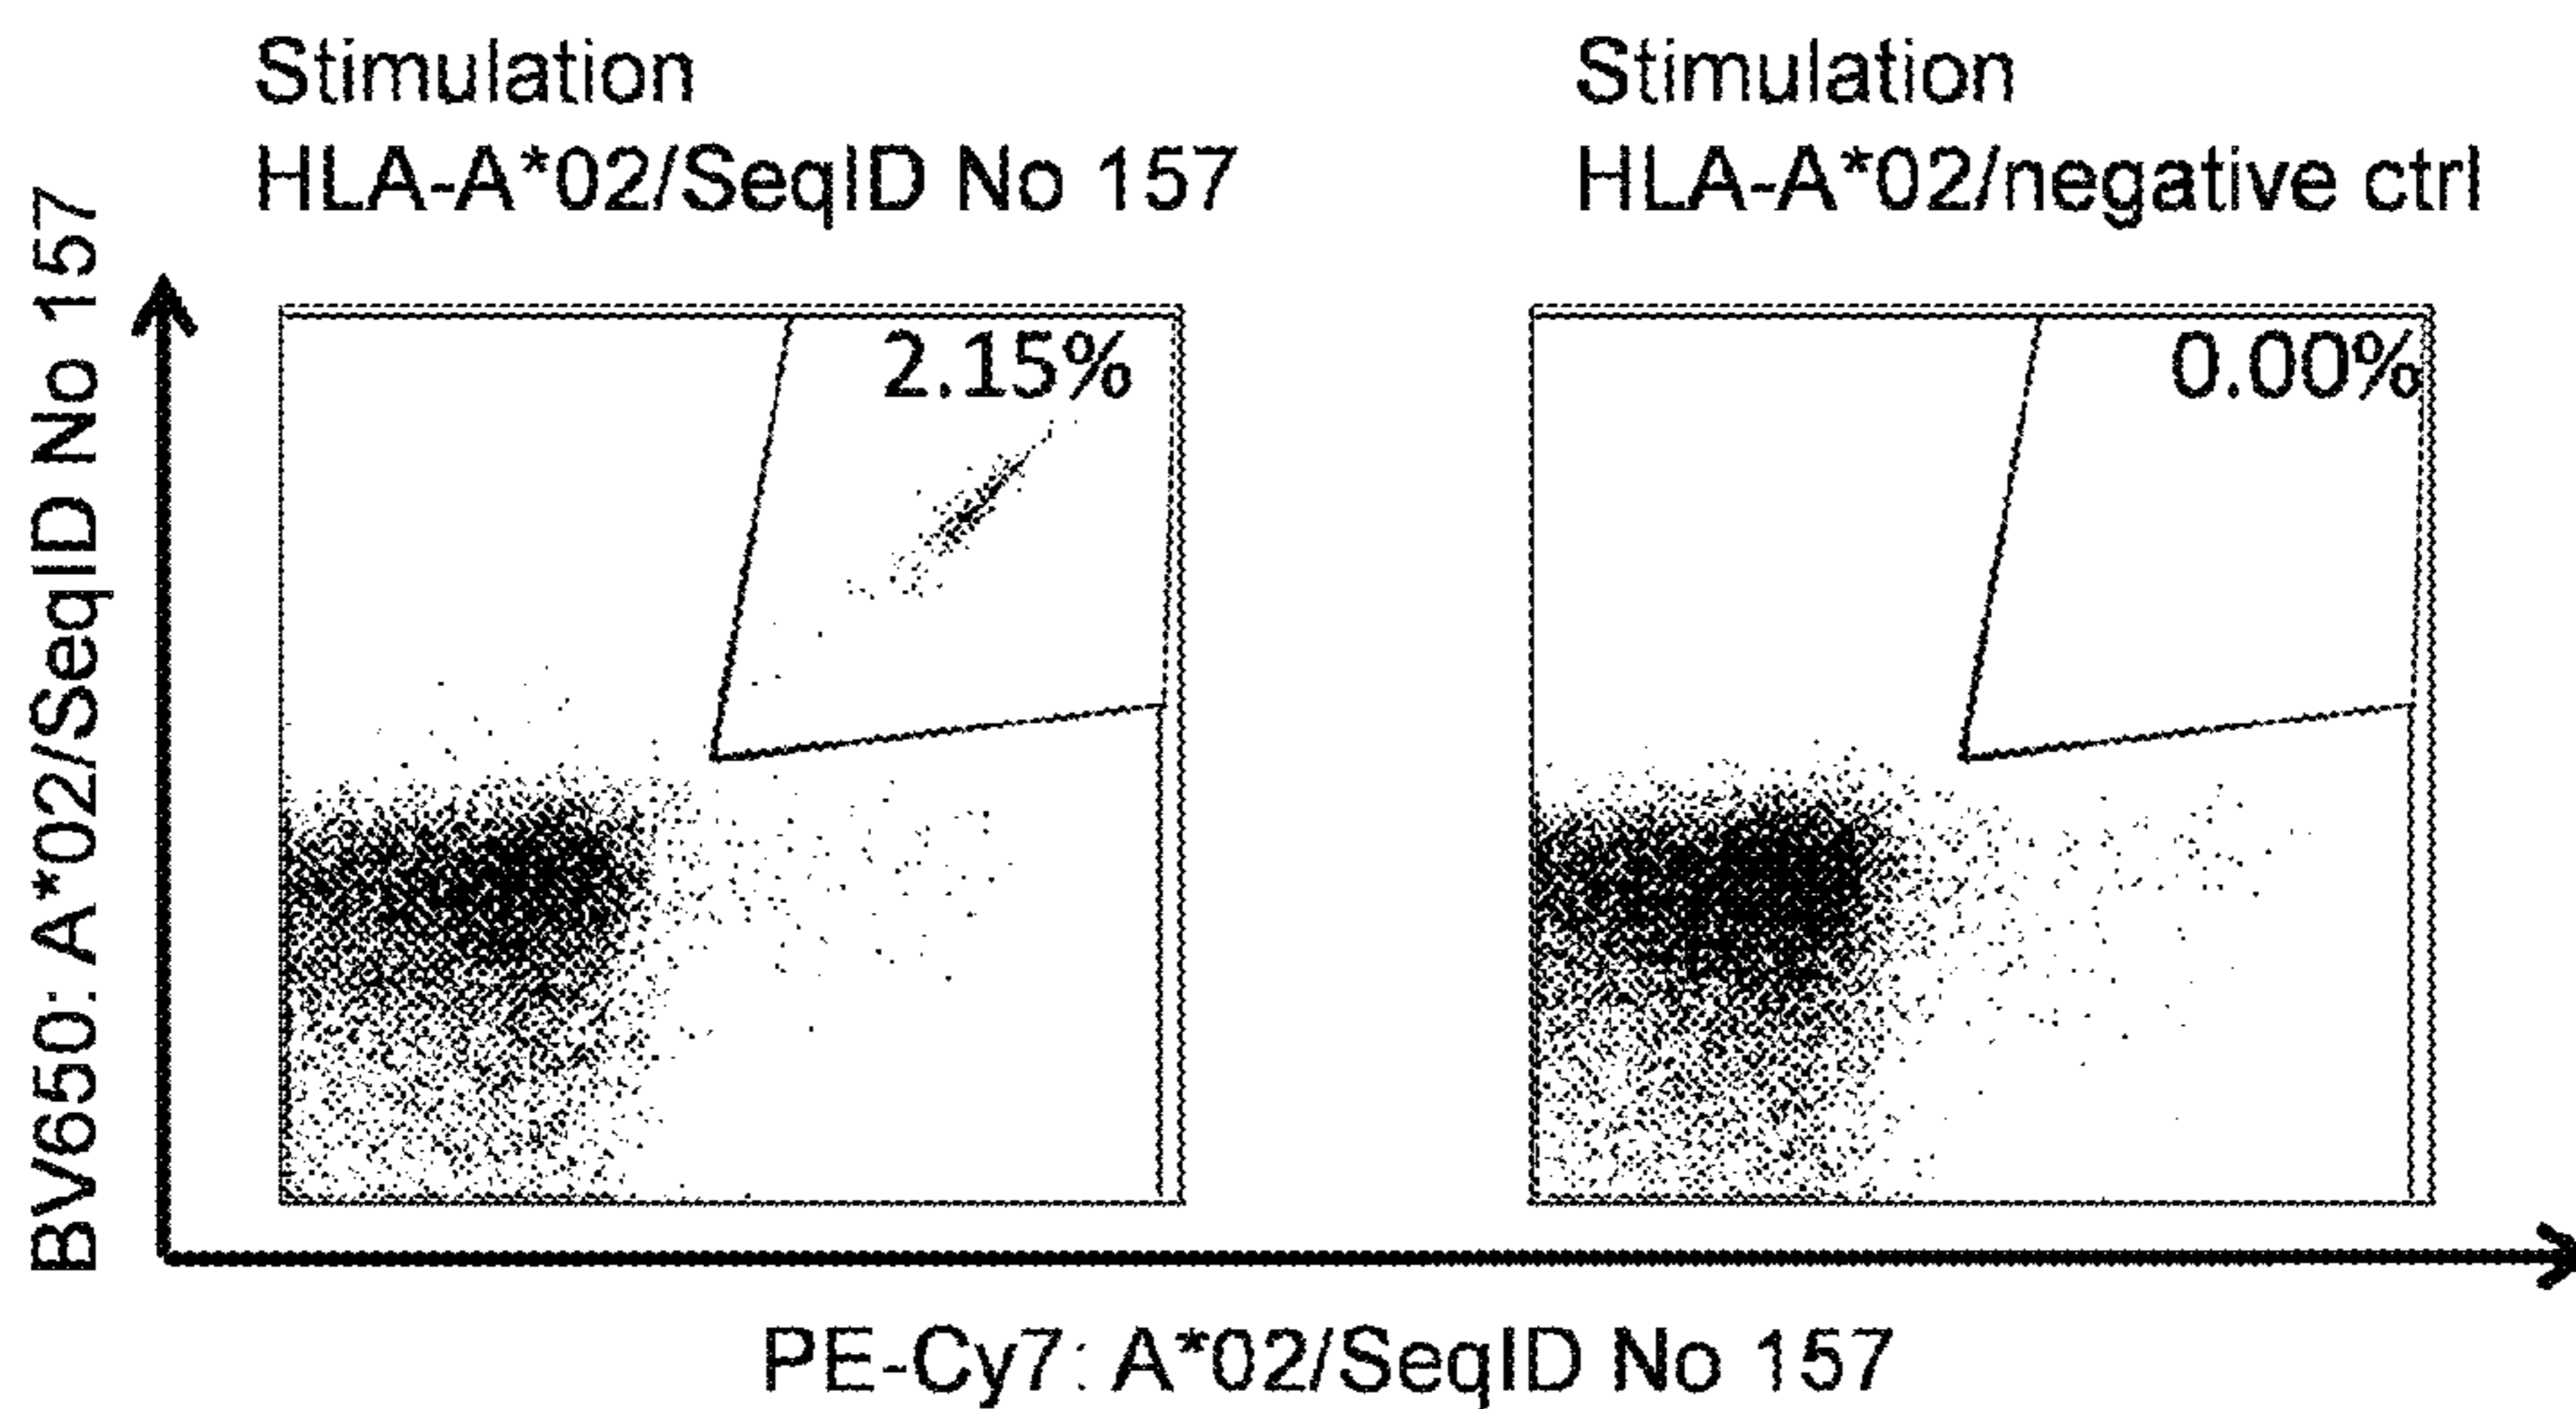 Stimulation
HLA-A*02/SeqID No 157
Stimulation
HLA-A*02/negative ctrl
BV650: A*02/SeqID No 157
2.15%
0.00%
PE-Cy7: A*02/SeqID No 157